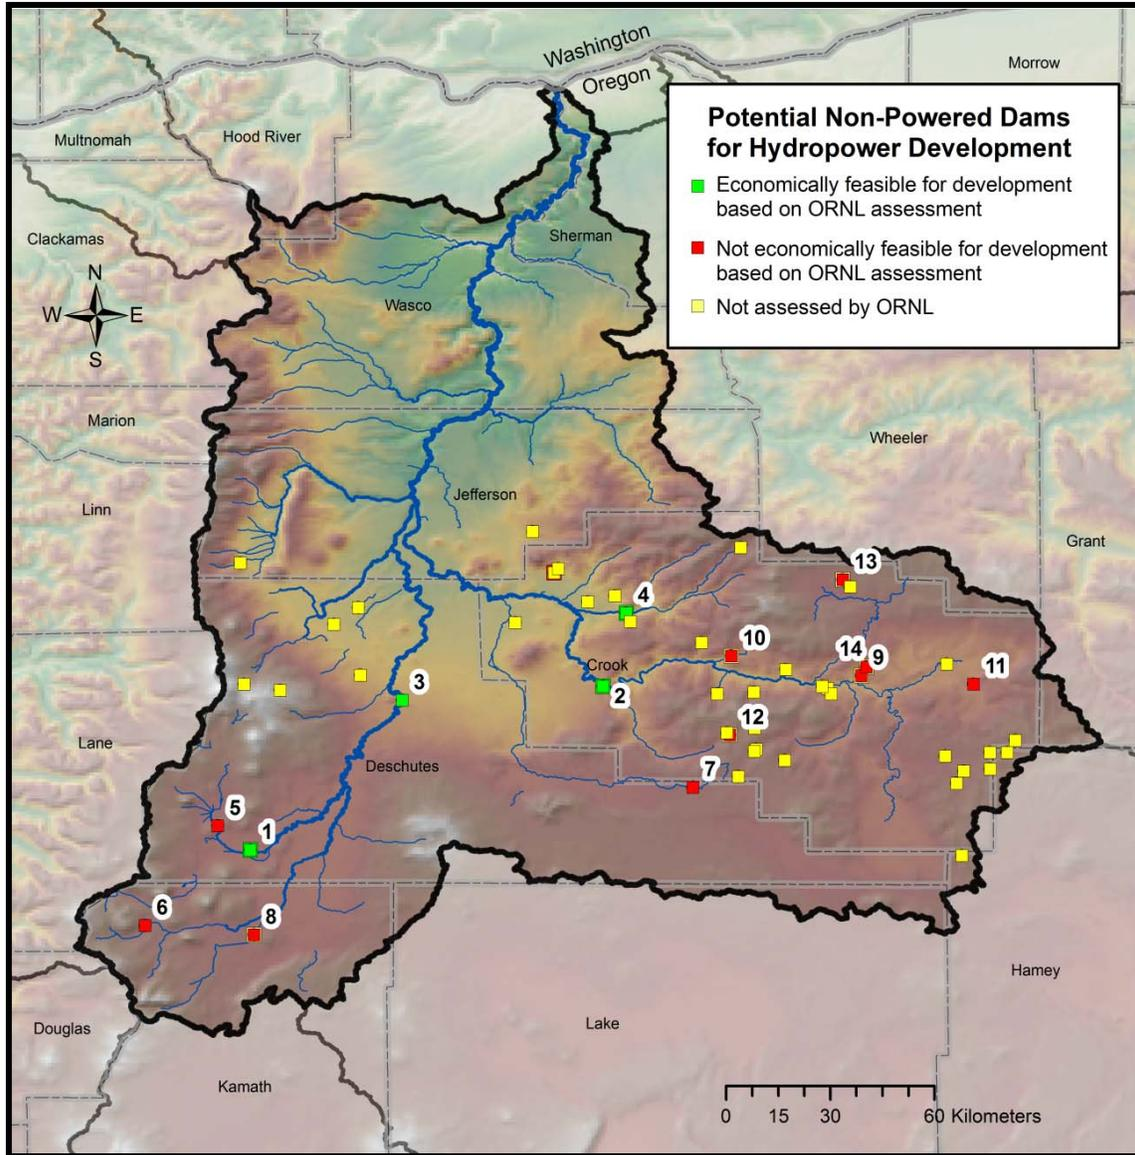 Washington
Oregon
Morrow
Potential Non-Powered Dams
for Hydropower Development
Economically feasible for development
based on ORNL assessment
Not economically feasible for development
based on ORNL assessment
Not assessed by ORNL
Multnomah
Hood River
Clackamas
Sherman
N
W E
S
Wasco
Marion
Wheeler
Linn
Jefferson
Grant
13
4
10
14
9
Crook
11
3
2
12
Lane
Deschutes
7
5
1
6
8
Hamey
Douglas
Lake
Kamath
0 15 30 60 Kilometers